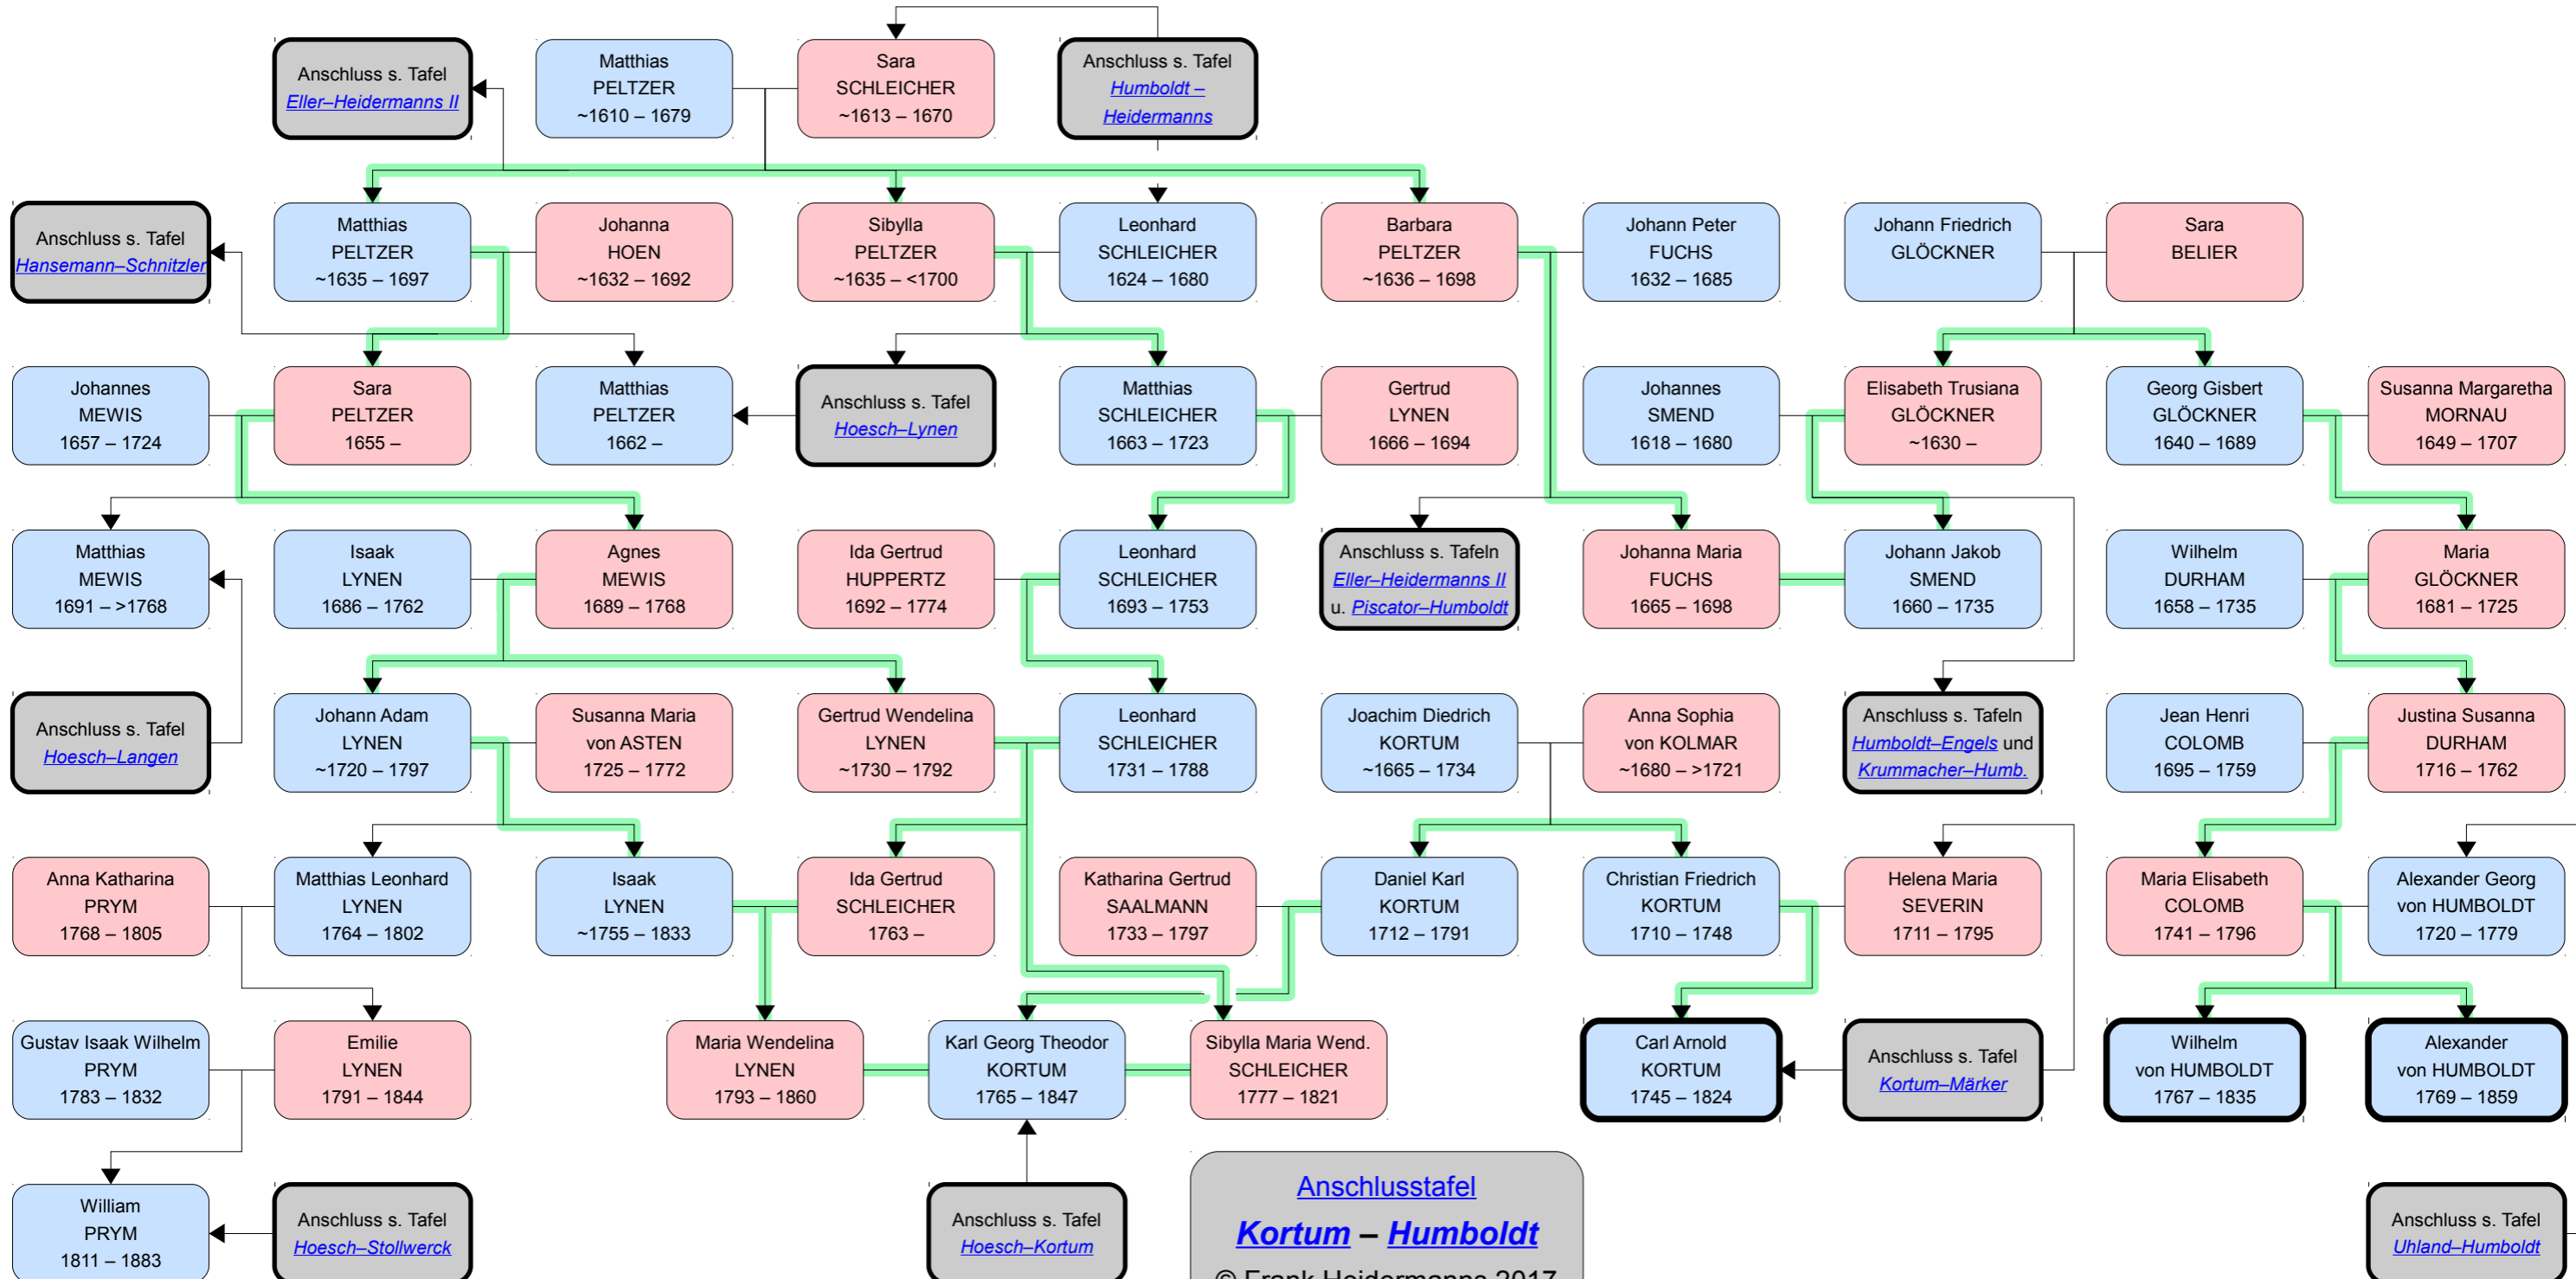 Anschluss s. Tafel
Eller–Heidermanns II
Matthias
PELTZER
~1610 – 1679
Sara
SCHLEICHER
~1613 – 1670
Anschluss s. Tafel
Humboldt –
Heidermanns
Anschluss s. Tafel
Hansemann–Schnitzler
Matthias
PELTZER
~1635 – 1697
Johanna
HOEN
~1632 – 1692
Sibylla
PELTZER
~1635 – <1700
Leonhard
SCHLEICHER
1624 – 1680
Barbara
PELTZER
~1636 – 1698
Johann Peter
FUCHS
1632 – 1685
Johann Friedrich
GLÖCKNER
Sara
BELIER
Johannes
MEWIS
1657 – 1724
Sara
PELTZER
1655 –
Matthias
PELTZER
1662 –
Anschluss s. Tafel
Hoesch–Lynen
Matthias
SCHLEICHER
1663 – 1723
Gertrud
LYNEN
1666 – 1694
Johannes
SMEND
1618 – 1680
Elisabeth Trusiana
GLÖCKNER
~1630 –
Georg Gisbert
GLÖCKNER
1640 – 1689
Susanna Margaretha
MORNAU
1649 – 1707
Matthias
MEWIS
1691 – >1768
Isaak
LYNEN
1686 – 1762
Agnes
MEWIS
1689 – 1768
Ida Gertrud
HUPPERTZ
1692 – 1774
Leonhard
SCHLEICHER
1693 – 1753
Anschluss s. Tafeln
Eller–Heidermanns II
u. Piscator–Humboldt
Johanna Maria
FUCHS
1665 – 1698
Johann Jakob
SMEND
1660 – 1735
Wilhelm
DURHAM
1658 – 1735
Maria
GLÖCKNER
1681 – 1725
Anschluss s. Tafel
Hoesch–Langen
Johann Adam
LYNEN
~1720 – 1797
Susanna Maria
von ASTEN
1725 – 1772
Gertrud Wendelina
LYNEN
~1730 – 1792
Leonhard
SCHLEICHER
1731 – 1788
Joachim Diedrich
KORTUM
~1665 – 1734
Anna Sophia
von KOLMAR
~1680 – >1721
Anschluss s. Tafeln
Humboldt–Engels und
Krummacher–Humb.
Jean Henri
COLOMB
1695 – 1759
Justina Susanna
DURHAM
1716 – 1762
Anna Katharina
PRYM
1768 – 1805
Matthias Leonhard
LYNEN
1764 – 1802
Isaak
LYNEN
~1755 – 1833
Ida Gertrud
SCHLEICHER
1763 –
Katharina Gertrud
SAALMANN
1733 – 1797
Daniel Karl
KORTUM
1712 – 1791
Christian Friedrich
KORTUM
1710 – 1748
Helena Maria
SEVERIN
1711 – 1795
Maria Elisabeth
COLOMB
1741 – 1796
Alexander Georg
von HUMBOLDT
1720 – 1779
Gustav Isaak Wilhelm
PRYM
1783 – 1832
Emilie
LYNEN
1791 – 1844
Maria Wendelina
LYNEN
1793 – 1860
Karl Georg Theodor
KORTUM
1765 – 1847
Sibylla Maria Wend.
SCHLEICHER
1777 – 1821
Carl Arnold
KORTUM
1745 – 1824
Anschluss s. Tafel
Kortum–Märker
Wilhelm
von HUMBOLDT
1767 – 1835
Alexander
von HUMBOLDT
1769 – 1859
William
PRYM
1811 – 1883
Anschluss s. Tafel
Hoesch–Stollwerck
Anschluss s. Tafel
Hoesch–Kortum
Anschlusstafel
Kortum – Humboldt
© Frank Heidermanns 2017
Anschluss s. Tafel
Uhland–Humboldt